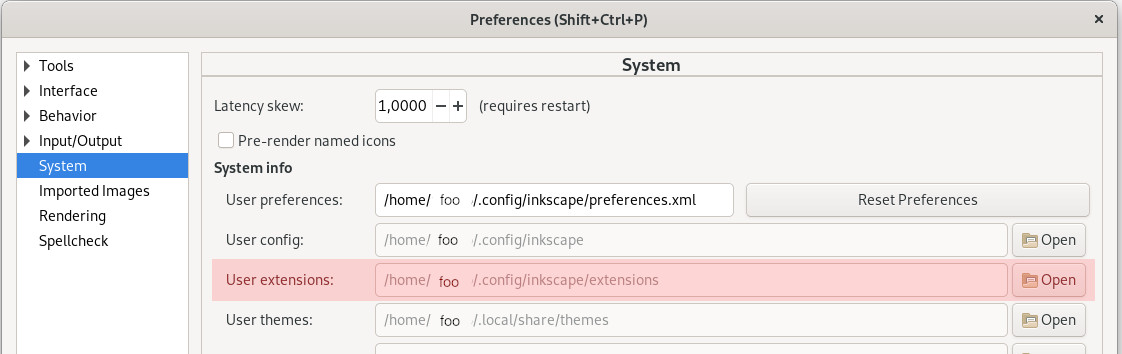 Preferences (Shift+Ctrl+P)
Tools
Interface
Behavior
Input/Output
System
Imported Images
Rendering
Spellcheck
System
Latency skew: 1,0000 − + (requires restart)
Pre-render named icons
System info
User preferences: /home/ foo /.config/inkscape/preferences.xml Reset Preferences
User config: /home/ foo /.config/inkscape Open
User extensions: /home/ foo /.config/inkscape/extensions Open
User themes: /home/ foo /.local/share/themes Open